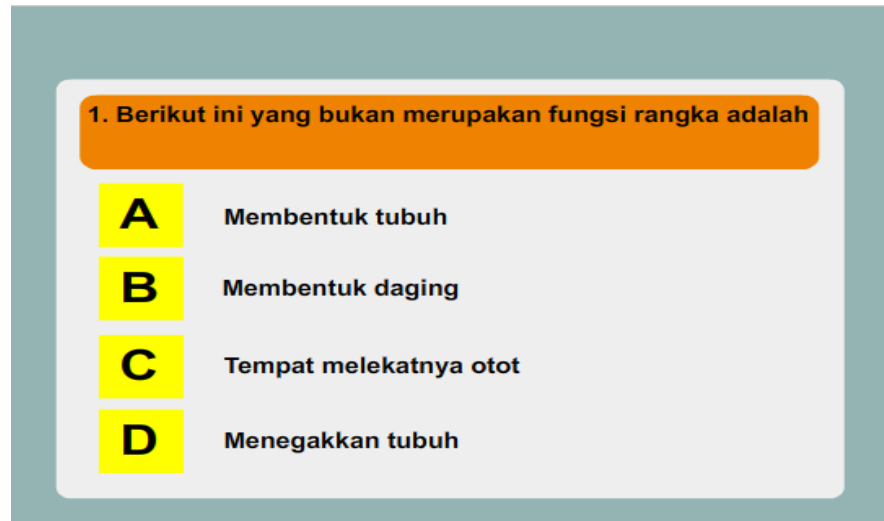 1. Berikut ini yang bukan merupakan fungsi rangka adalah
A Membentuk tubuh
B Membentuk daging
C Tempat melekatnya otot
D Menegakkan tubuh